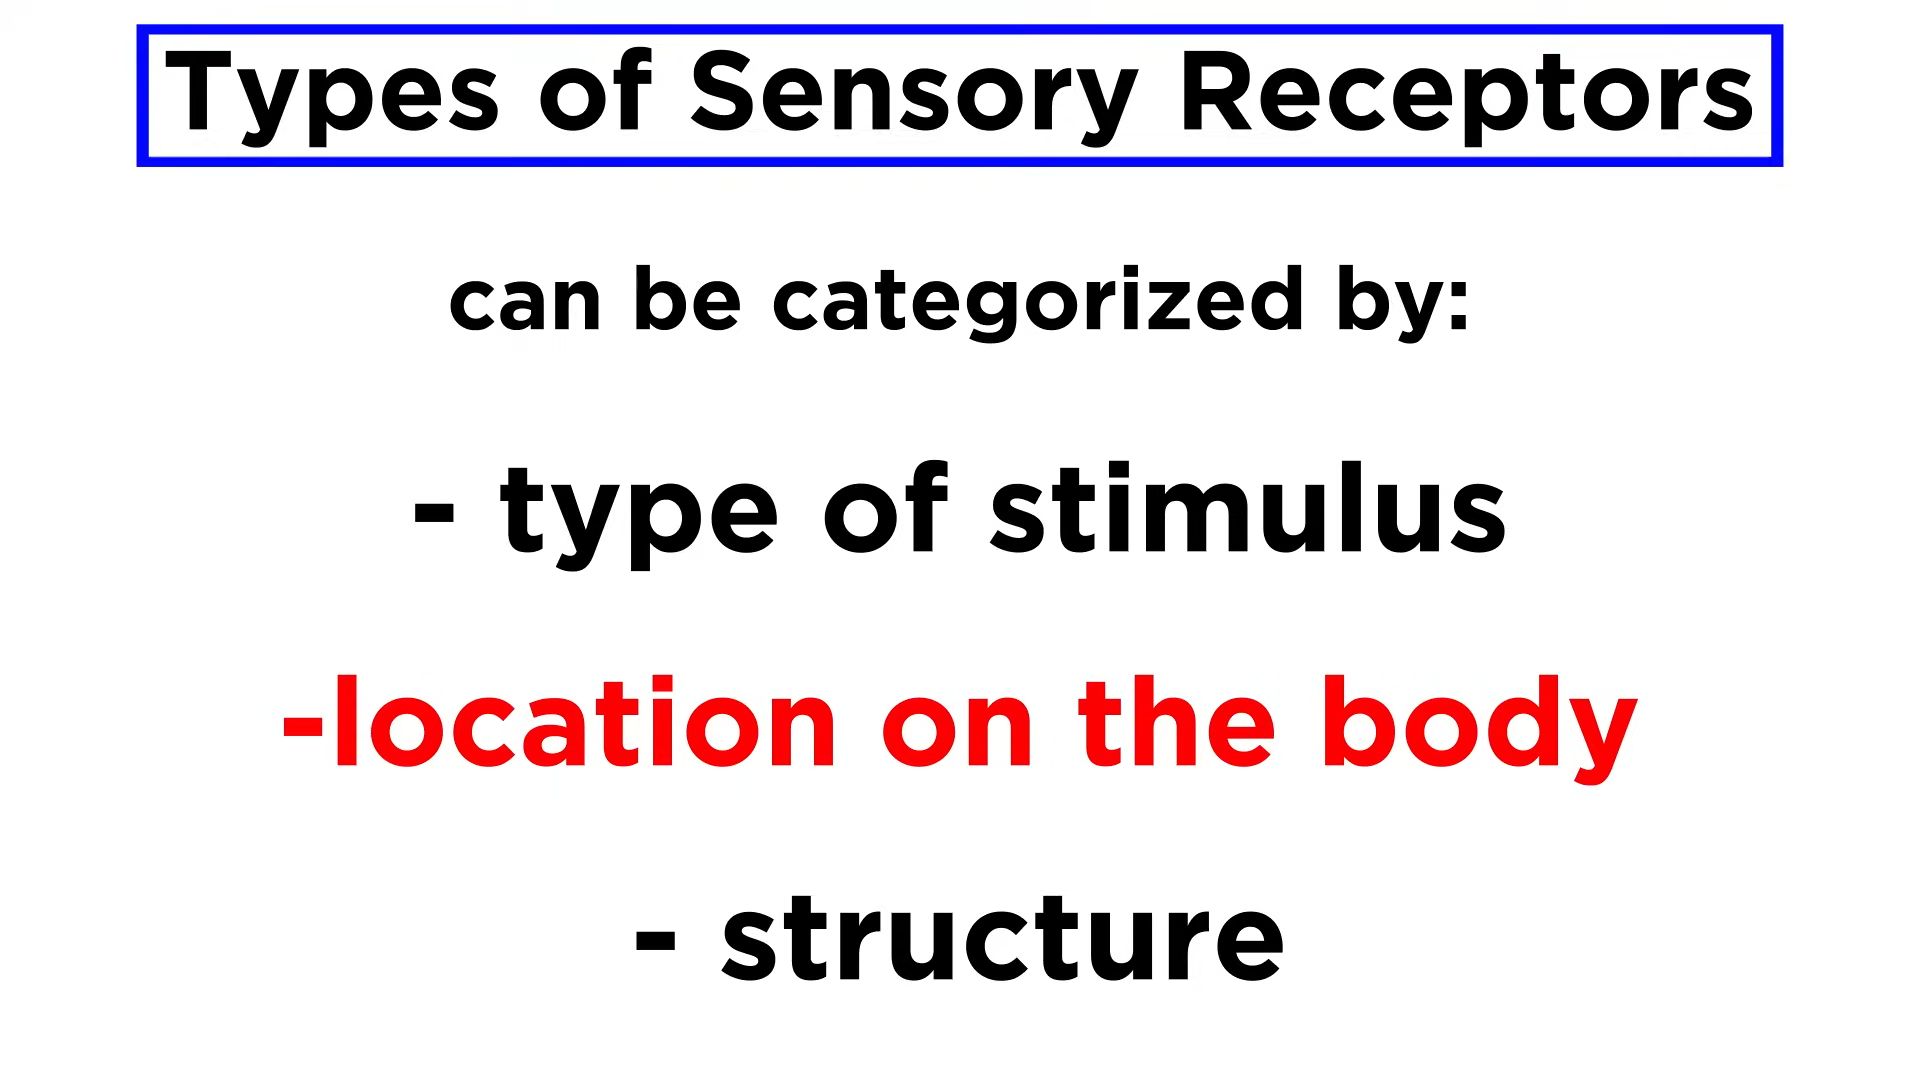 Types of Sensory Receptors
can be categorized by:
- type of stimulus
-location on the body
- structure